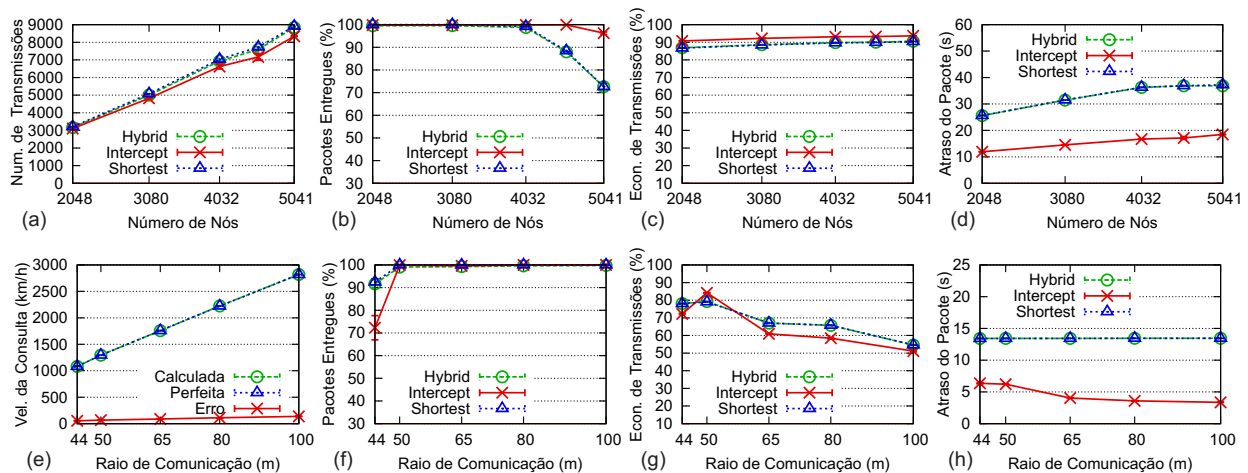 Num. de Transmissões
9000
8000
7000
6000
5000
4000
3000
2000
1000
0
Hybrid
Intercept
Shortest
2048 3080 4032 5041
(a) Número de Nós
Pacotes Entregues (%)
100
90
80
70
60
50
40
30
Hybrid
Intercept
Shortest
2048 3080 4032 5041
(b) Número de Nós
Econ. de Transmissões (%)
100
90
80
70
60
50
40
30
20
10
Hybrid
Intercept
Shortest
2048 3080 4032 5041
(c) Número de Nós
Atraso do Pacote (s)
60
50
40
30
20
10
0
Hybrid
Intercept
Shortest
2048 3080 4032 5041
(d) Número de Nós
Vel. da Consulta (km/h)
3000
2500
2000
1500
1000
500
0
Calculada
Perfeita
Erro
44 50 65 80 100
(e) Raio de Comunicação (m)
Pacotes Entregues (%)
100
90
80
70
60
50
40
30
Hybrid
Intercept
Shortest
44 50 65 80 100
(f) Raio de Comunicação (m)
Econ. de Transmissões (%)
100
90
80
70
60
50
40
30
20
10
Hybrid
Intercept
Shortest
44 50 65 80 100
(g) Raio de Comunicação (m)
Atraso do Pacote (s)
25
20
15
10
5
0
Hybrid
Intercept
Shortest
44 50 65 80 100
(h) Raio de Comunicação (m)